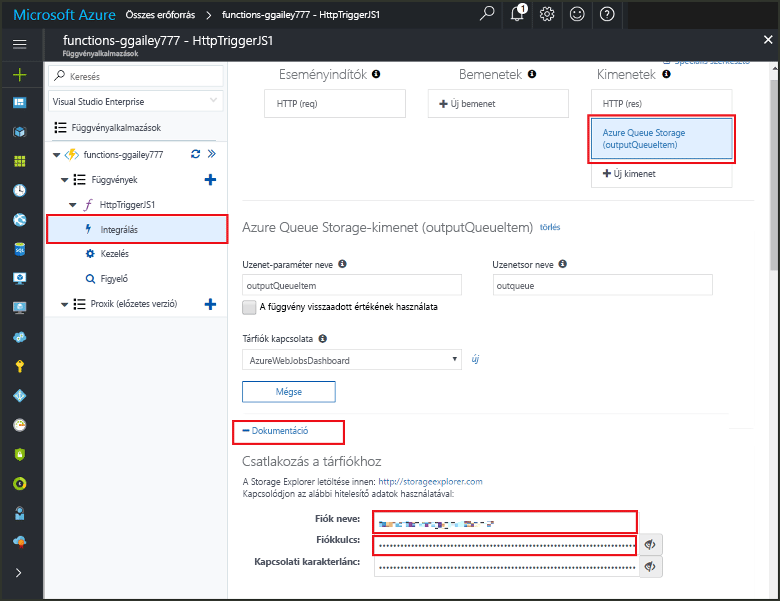 Microsoft Azure Összes erőforrás > functions-ggailey777 - HttpTriggerJS1
1
functions-ggailey777 - HttpTriggerJS1
Függvényalkalmazások
Keresés
Visual Studio Enterprise
Függvényalkalmazások
functions-ggailey777
Függvények
HttpTriggerJS1
Integrálás
Kezelés
Figyelő
Proxik (előzetes verzió)
Eseményindítók
HTTP (req)
Bemenetek
Új bemenet
Kimenetek
HTTP (res)
Azure Queue Storage
(outputQueueItem)
Új kimenet
Azure Queue Storage-kimenet (outputQueueItem) törlés
Üzenet-paraméter neve
outputQueueItem
Üzenetsor neve
outqueue
A függvény visszaadott értékének használata
Tárfiók kapcsolata
AzureWebJobsDashboard
új
Mégse
Dokumentáció
Csatlakozás a tárfiókhoz
A Storage Explorer letöltése innen: http://storageexplorer.com
Kapcsolódjon az alábbi hitelesítő adatok használatával:
Fiók neve:
Fiókkulcs:
Kapcsolati karakterlánc: